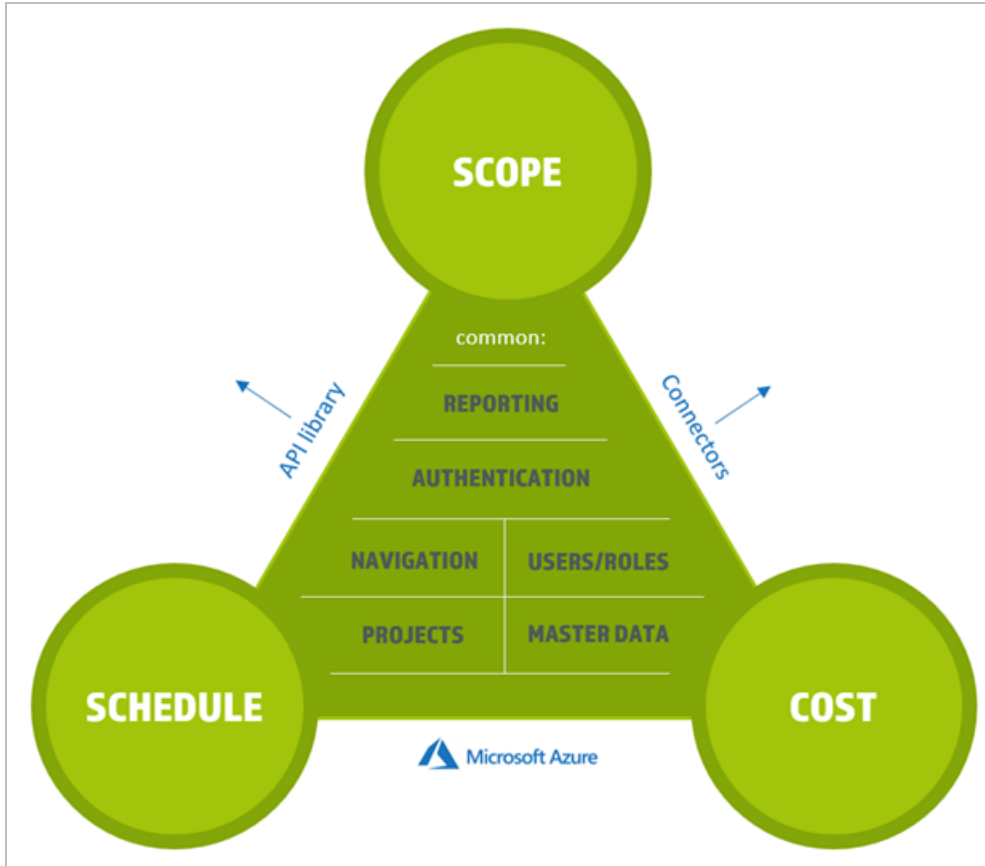 SCOPE
common:
REPORTING
API library
Connectors
AUTHENTICATION
NAVIGATION
USERS/ROLES
PROJECTS
MASTER DATA
SCHEDULE
COST
Microsoft Azure